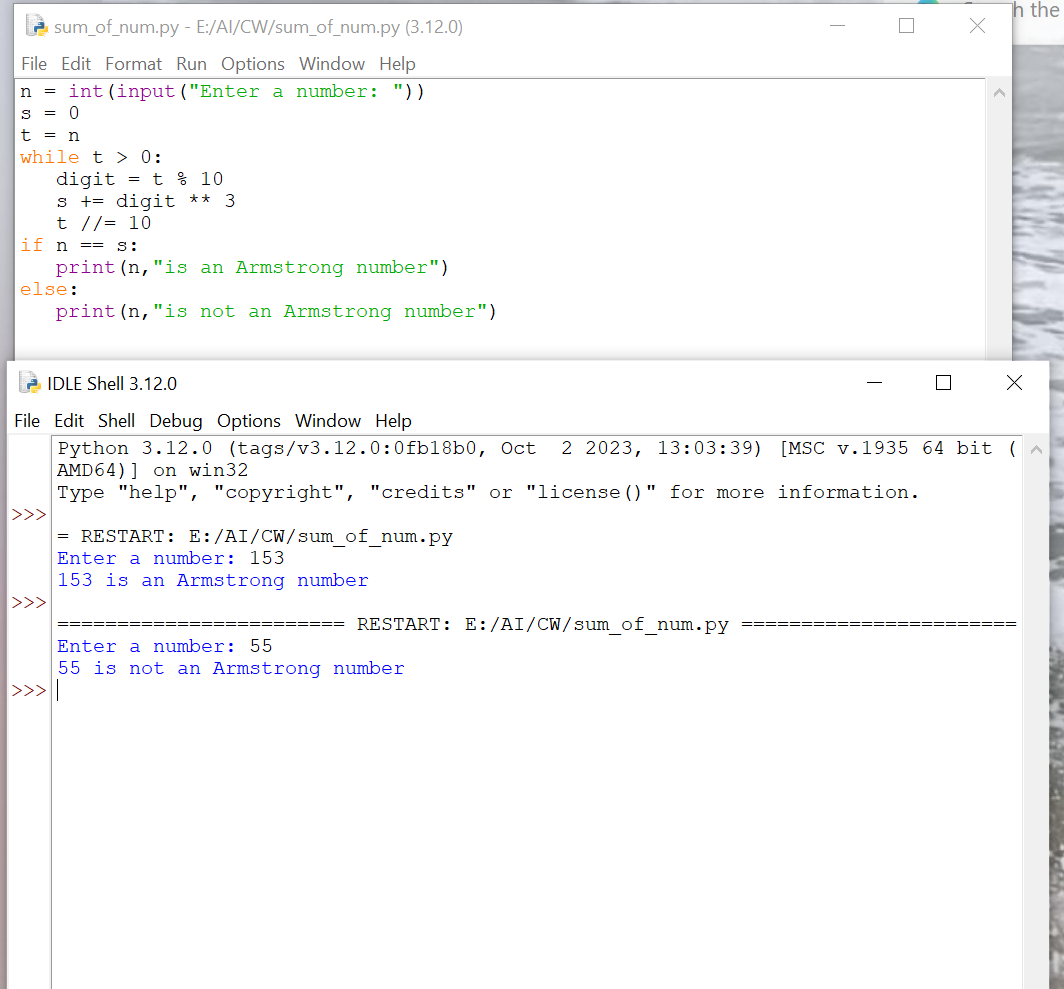 h the
sum_of_num.py - E:/AI/CW/sum_of_num.py (3.12.0)
File Edit Format Run Options Window Help
n = int(input("Enter a number: "))
s = 0
t = n
while t > 0:
   digit = t % 10
   s += digit ** 3
   t //= 10
if n == s:
   print(n,"is an Armstrong number")
else:
   print(n,"is not an Armstrong number")
IDLE Shell 3.12.0
File Edit Shell Debug Options Window Help
Python 3.12.0 (tags/v3.12.0:0fb18b0, Oct  2 2023, 13:03:39) [MSC v.1935 64 bit (
AMD64)] on win32
Type "help", "copyright", "credits" or "license()" for more information.
>>>
= RESTART: E:/AI/CW/sum_of_num.py
Enter a number: 153
153 is an Armstrong number
>>>
======================== RESTART: E:/AI/CW/sum_of_num.py =======================
Enter a number: 55
55 is not an Armstrong number
>>>